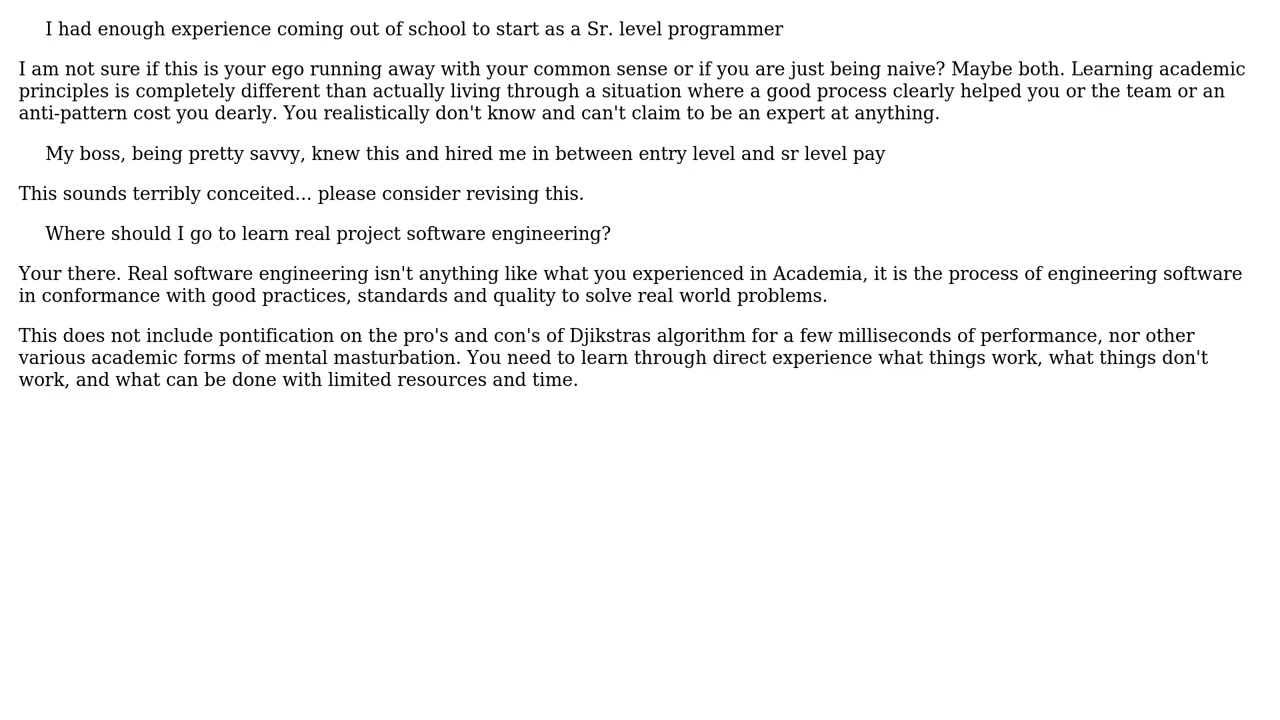 I had enough experience coming out of school to start as a Sr. level programmer
I am not sure if this is your ego running away with your common sense or if you are just being naive? Maybe both. Learning academic
principles is completely different than actually living through a situation where a good process clearly helped you or the team or an
anti-pattern cost you dearly. You realistically don't know and can't claim to be an expert at anything.
My boss, being pretty savvy, knew this and hired me in between entry level and sr level pay
This sounds terribly conceited... please consider revising this.
Where should I go to learn real project software engineering?
Your there. Real software engineering isn't anything like what you experienced in Academia, it is the process of engineering software
in conformance with good practices, standards and quality to solve real world problems.
This does not include pontification on the pro's and con's of Djikstras algorithm for a few milliseconds of performance, nor other
various academic forms of mental masturbation. You need to learn through direct experience what things work, what things don't
work, and what can be done with limited resources and time.